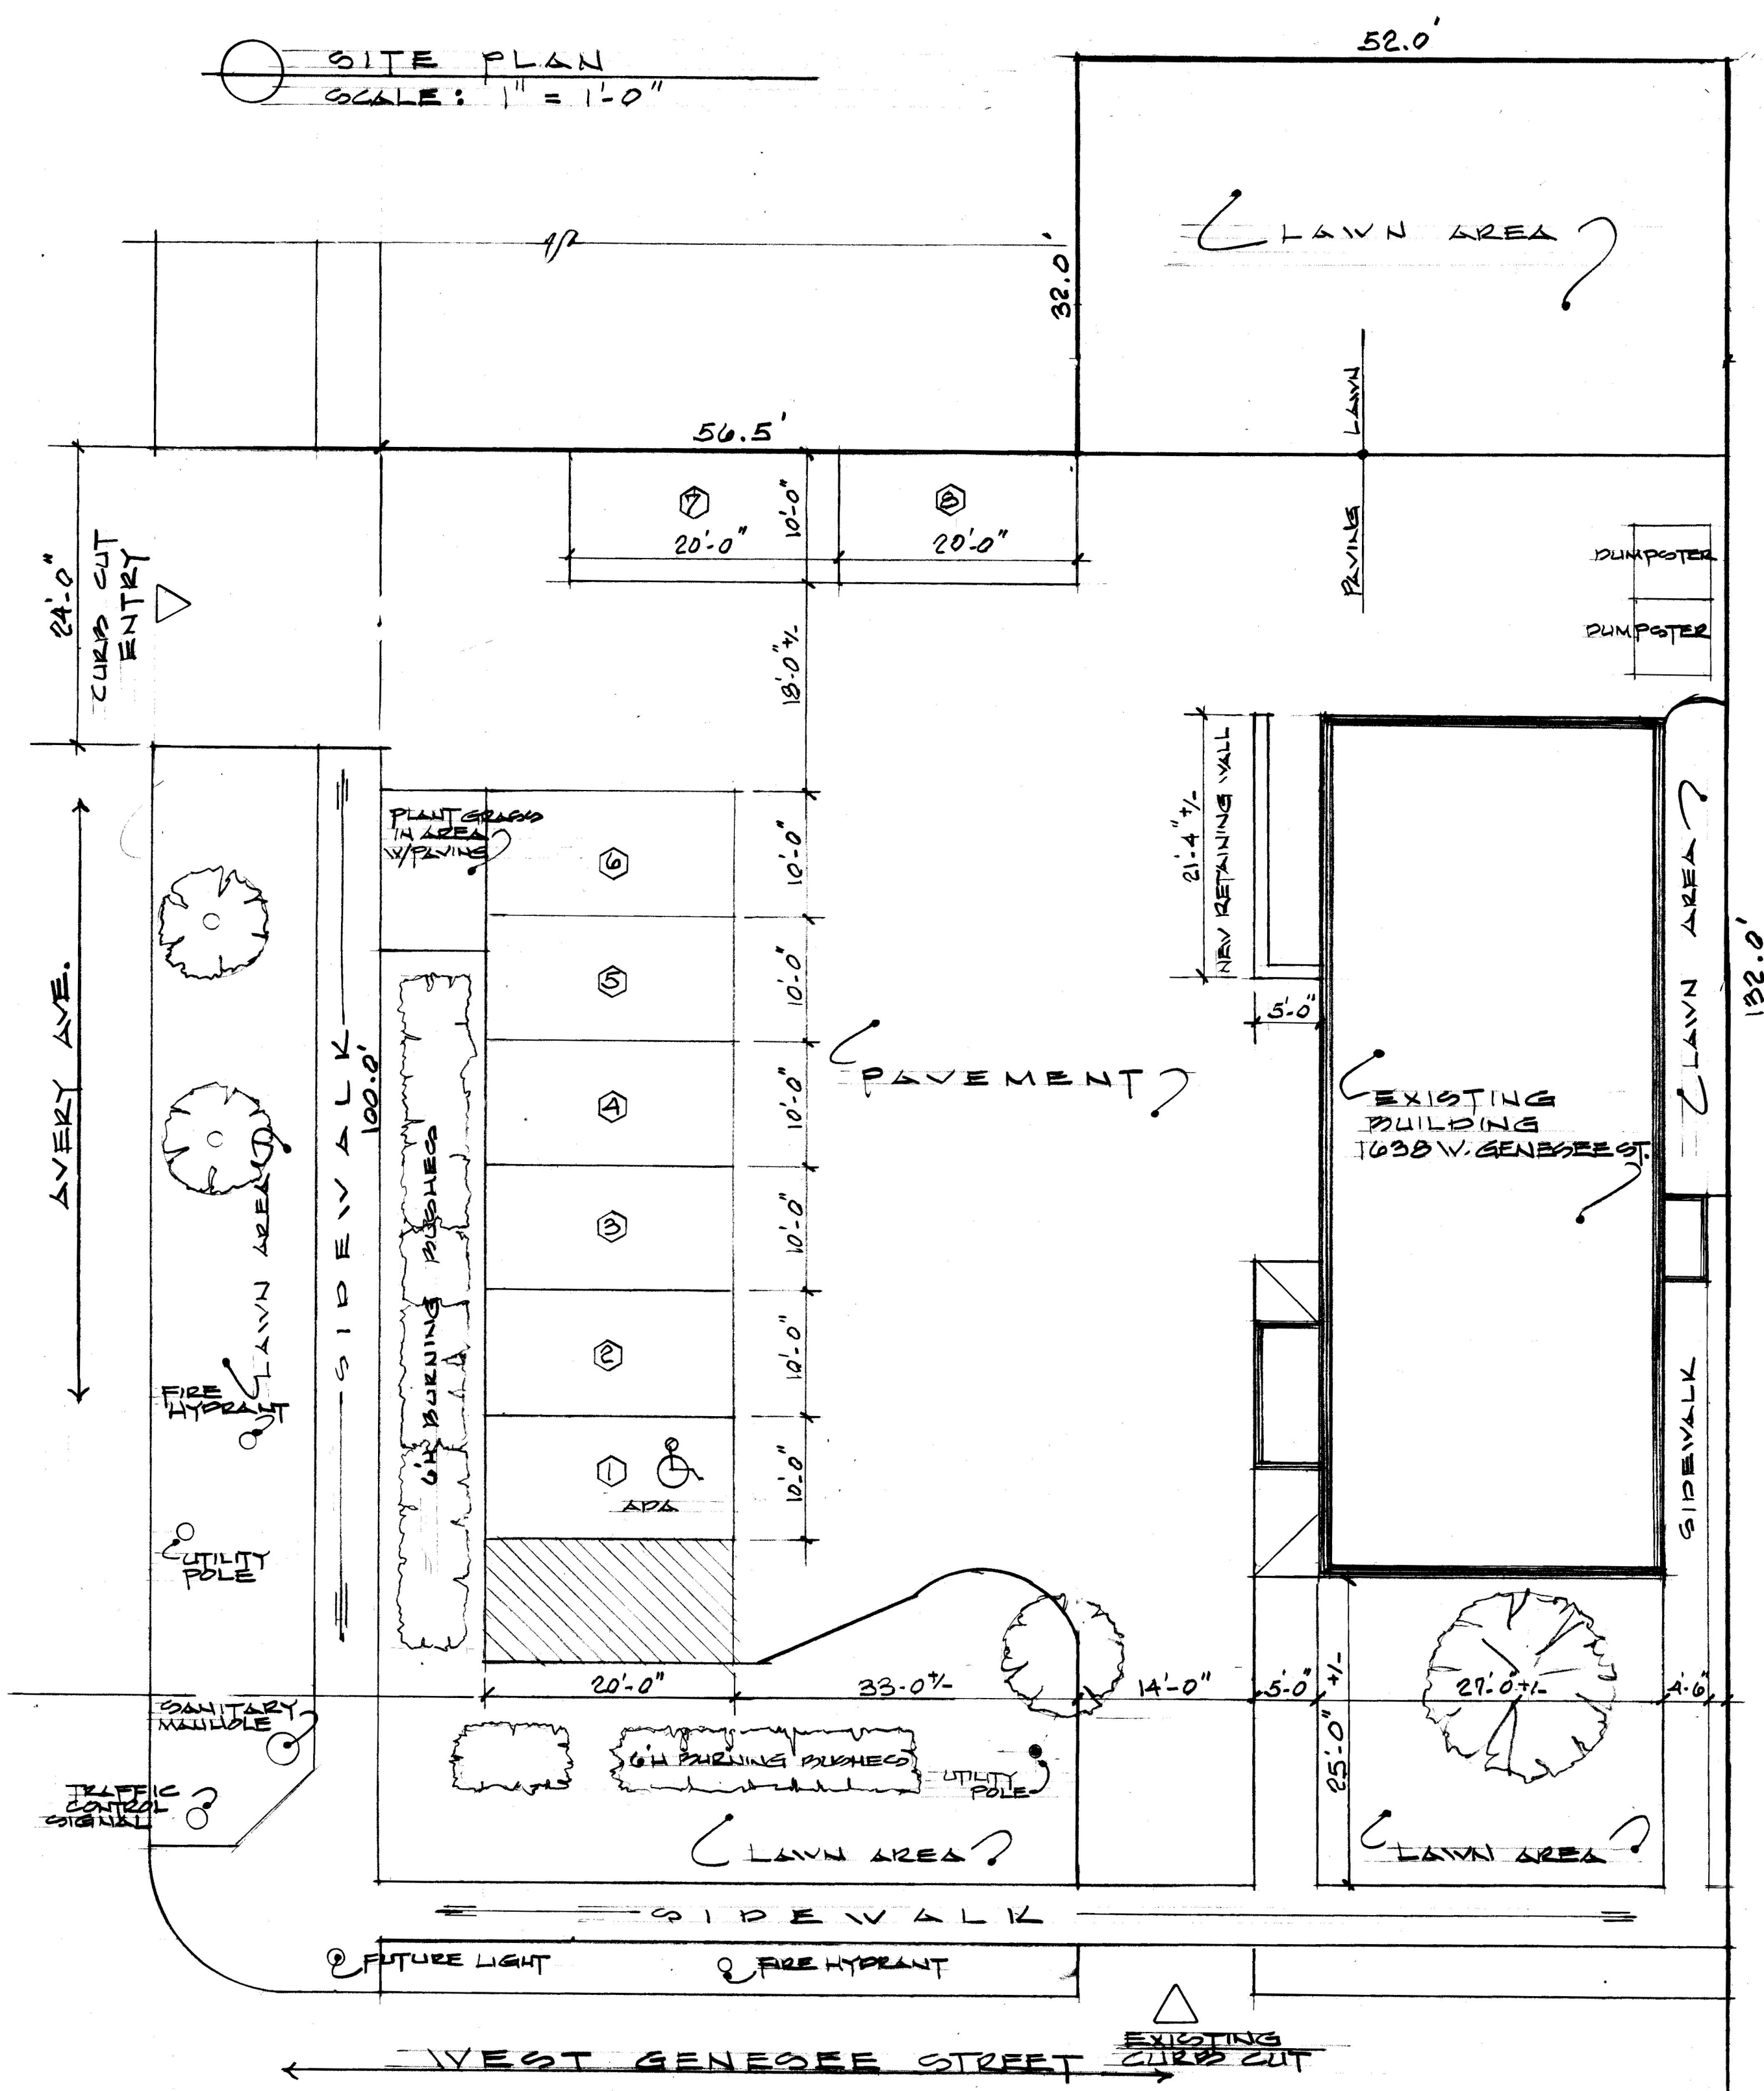 SITE PLAN
SCALE: 1" = 1'-0"
52.0'
LAWN AREA
32.0'
LAWN
PAVING
56.5'
7
20'-0"
10'-0"
8
20'-0"
24'-0"
CURB CUT
ENTRY
DUMPSTER
DUMPSTER
18'-0" +/-
21'-4" +/-
NEW RETAINING WALL
PLANT GRASS
IN AREA
W/PAVING
6
10'-0"
5
10'-0"
4
10'-0"
3
10'-0"
2
10'-0"
1
ADA
10'-0"
AVERY AVE.
SIDEWALK
100.0'
LAWN AREA
6'H BURNING BUSHES
5'-0"
PAVEMENT
EXISTING
BUILDING
1638 W. GENESEE ST.
LAWN AREA
132.0'
SIDEWALK
FIRE
HYDRANT
UTILITY
POLE
20'-0"
33'-0 +/-
14'-0"
5'-0"
27'-0" +/-
4'-6"
25'-0" +/-
SANITARY
MANHOLE
TRAFFIC
CONTROL
SIGNAL
6'H BURNING BUSHES
UTILITY
POLE
LAWN AREA
LAWN AREA
SIDEWALK
FUTURE LIGHT
FIRE HYDRANT
EXISTING
CURB CUT
WEST GENESEE STREET